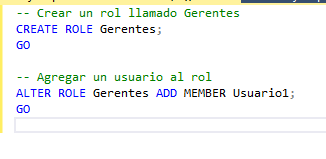 -- Crear un rol llamado Gerentes
CREATE ROLE Gerentes;
GO
-- Agregar un usuario al rol
ALTER ROLE Gerentes ADD MEMBER Usuario1;
GO